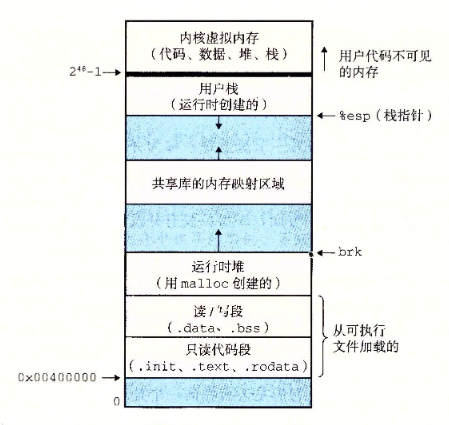 内核虚拟内存
（代码、数据、堆、栈）
用户代码不可见
的内存
2⁴⁸-1
用户栈
（运行时创建的）
%esp（栈指针）
共享库的内存映射区域
brk
运行时堆
（用 malloc 创建的）
读/写段
（.data、.bss）
从可执行
文件加载的
只读代码段
（.init、.text、.rodata）
0x00400000
0